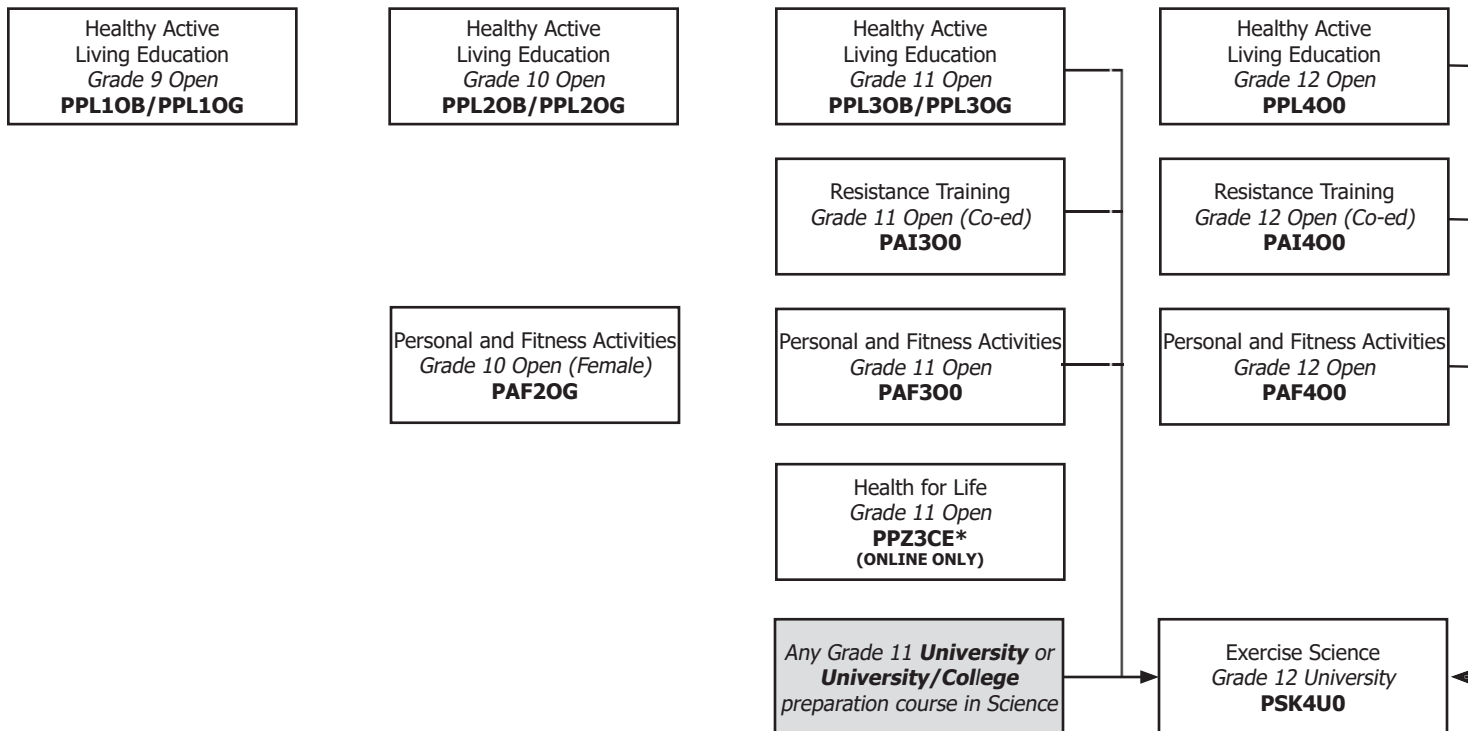 Healthy Active
Living Education
Grade 9 Open
PPL1OB/PPL1OG
Healthy Active
Living Education
Grade 10 Open
PPL2OB/PPL2OG
Healthy Active
Living Education
Grade 11 Open
PPL3OB/PPL3OG
Healthy Active
Living Education
Grade 12 Open
PPL4O0
Resistance Training
Grade 11 Open (Co-ed)
PAI3O0
Resistance Training
Grade 12 Open (Co-ed)
PAI4O0
Personal and Fitness Activities
Grade 10 Open (Female)
PAF2OG
Personal and Fitness Activities
Grade 11 Open
PAF3O0
Personal and Fitness Activities
Grade 12 Open
PAF4O0
Health for Life
Grade 11 Open
PPZ3CE*
(ONLINE ONLY)
Any Grade 11 University or
University/College
preparation course in Science
Exercise Science
Grade 12 University
PSK4U0